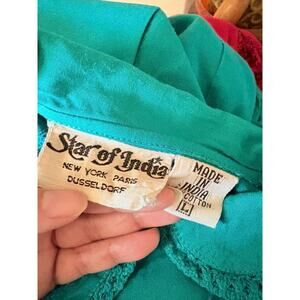 Star of India
NEW YORK PARIS
DUSSELDORF
MADE
IN
INDIA
COTTON
L